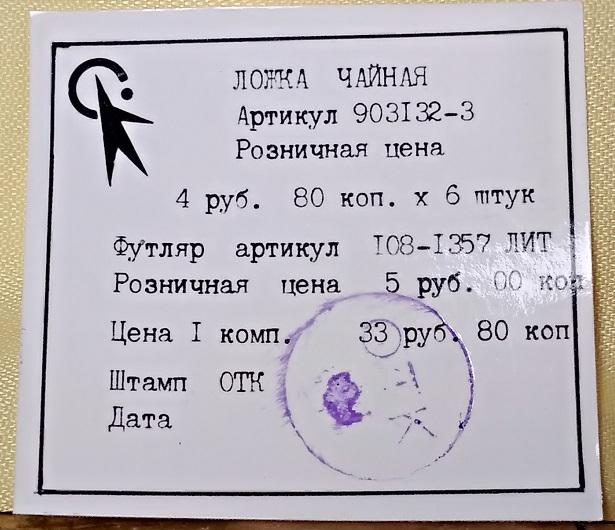 ЛОЖКА ЧАЙНАЯ
Артикул 903I32-3
Розничная цена
4 руб. 80 коп. х 6 штук
Футляр артикул I08-I357 ЛИТ
Розничная цена 5 руб. 00 коп
Цена I комп. 33 руб. 80 коп
Штамп ОТК
Дата